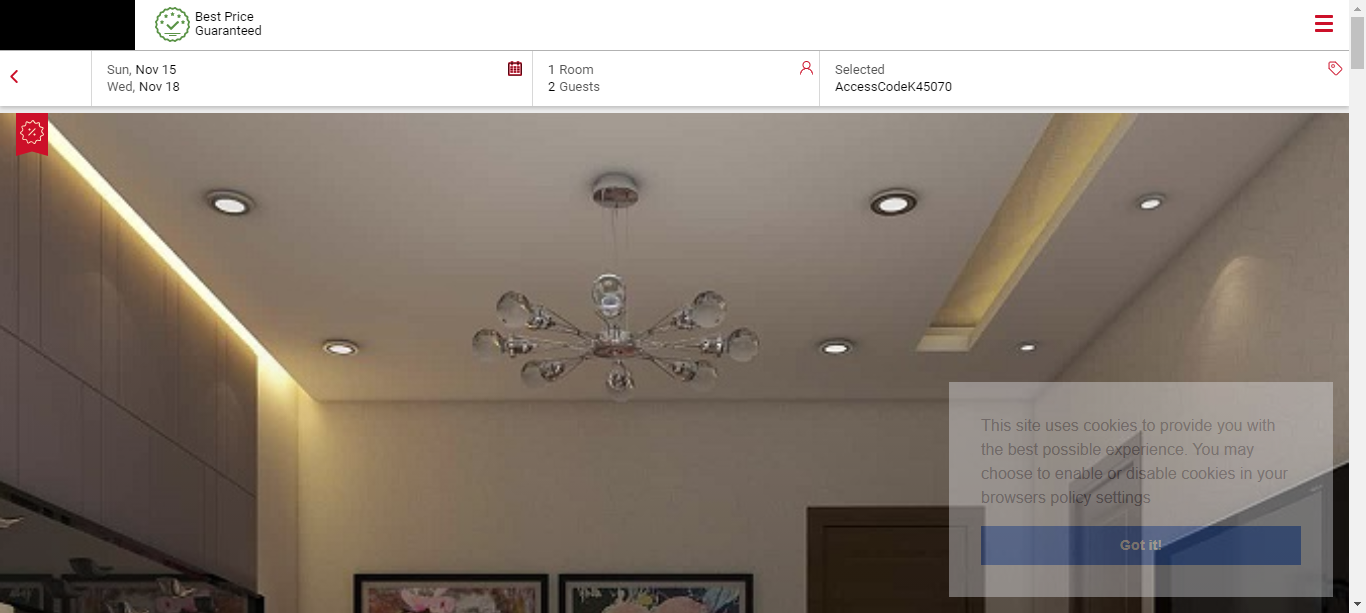 Best Price
Guaranteed
Sun, Nov 15
Wed, Nov 18
1 Room
2 Guests
Selected
AccessCodeK45070
This site uses cookies to provide you with
the best possible experience. You may
choose to enable or disable cookies in your
browsers policy settings
Got it!